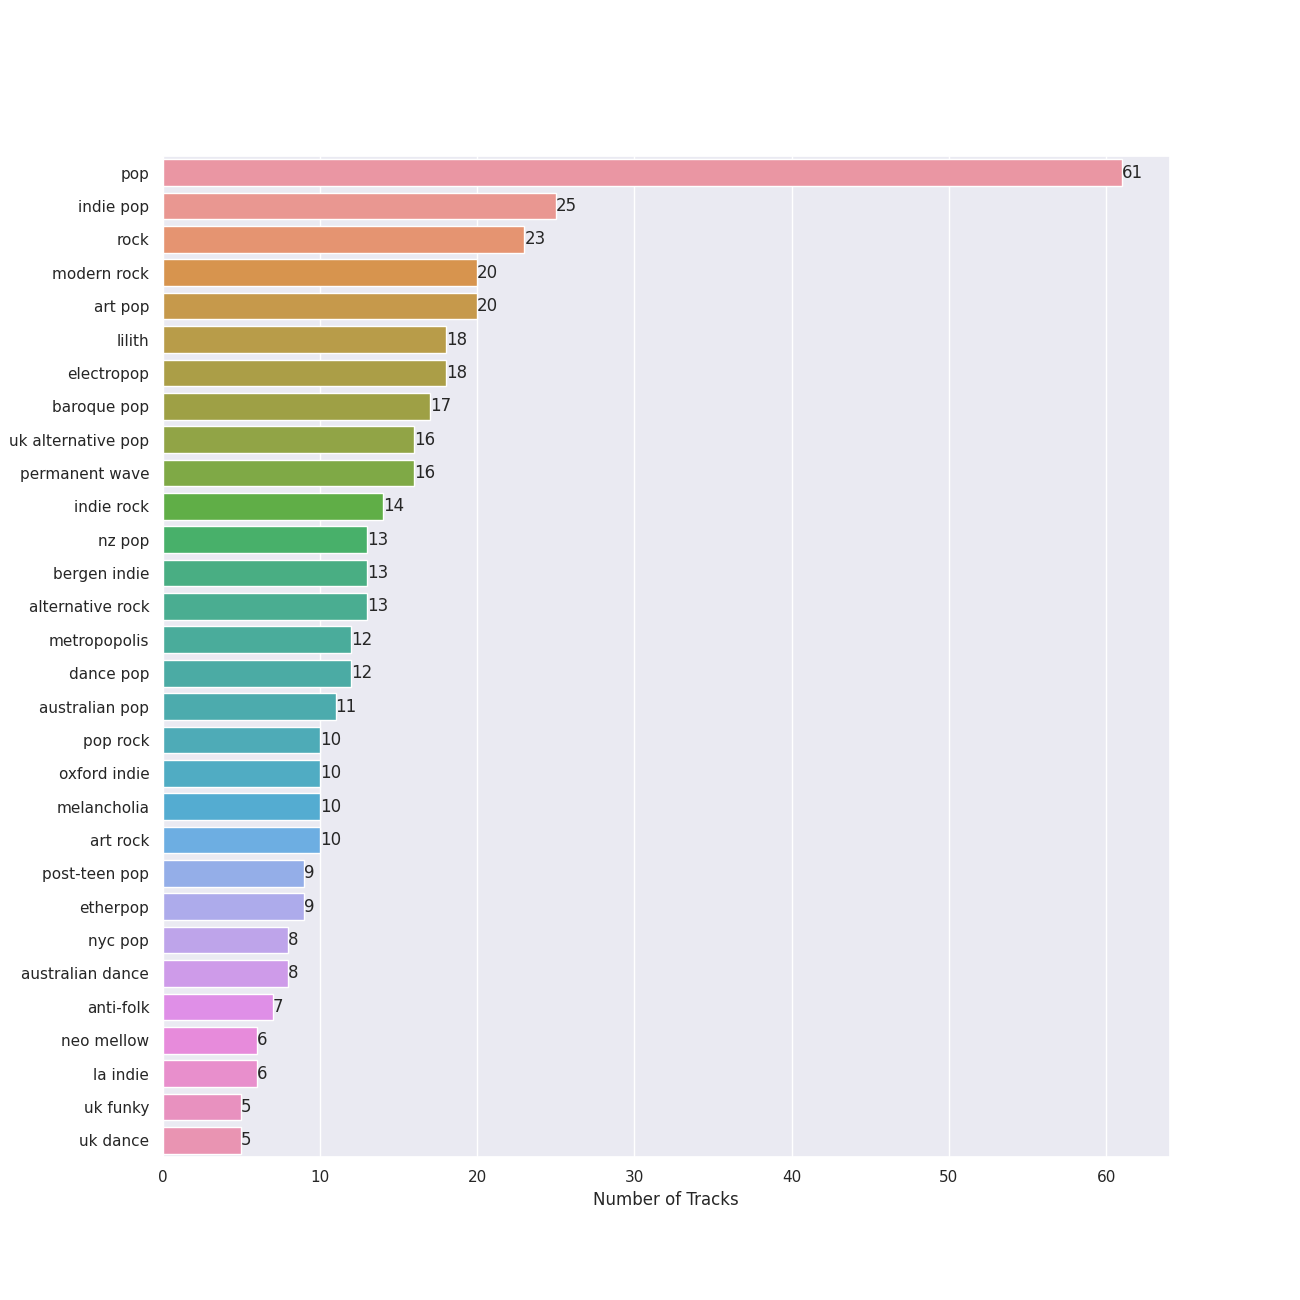 pop 61
indie pop 25
rock 23
modern rock 20
art pop 20
lilith 18
electropop 18
baroque pop 17
uk alternative pop 16
permanent wave 16
indie rock 14
nz pop 13
bergen indie 13
alternative rock 13
metropopolis 12
dance pop 12
australian pop 11
pop rock 10
oxford indie 10
melancholia 10
art rock 10
post-teen pop 9
etherpop 9
nyc pop 8
australian dance 8
anti-folk 7
neo mellow 6
la indie 6
uk funky 5
uk dance 5
0 10 20 30 40 50 60
Number of Tracks